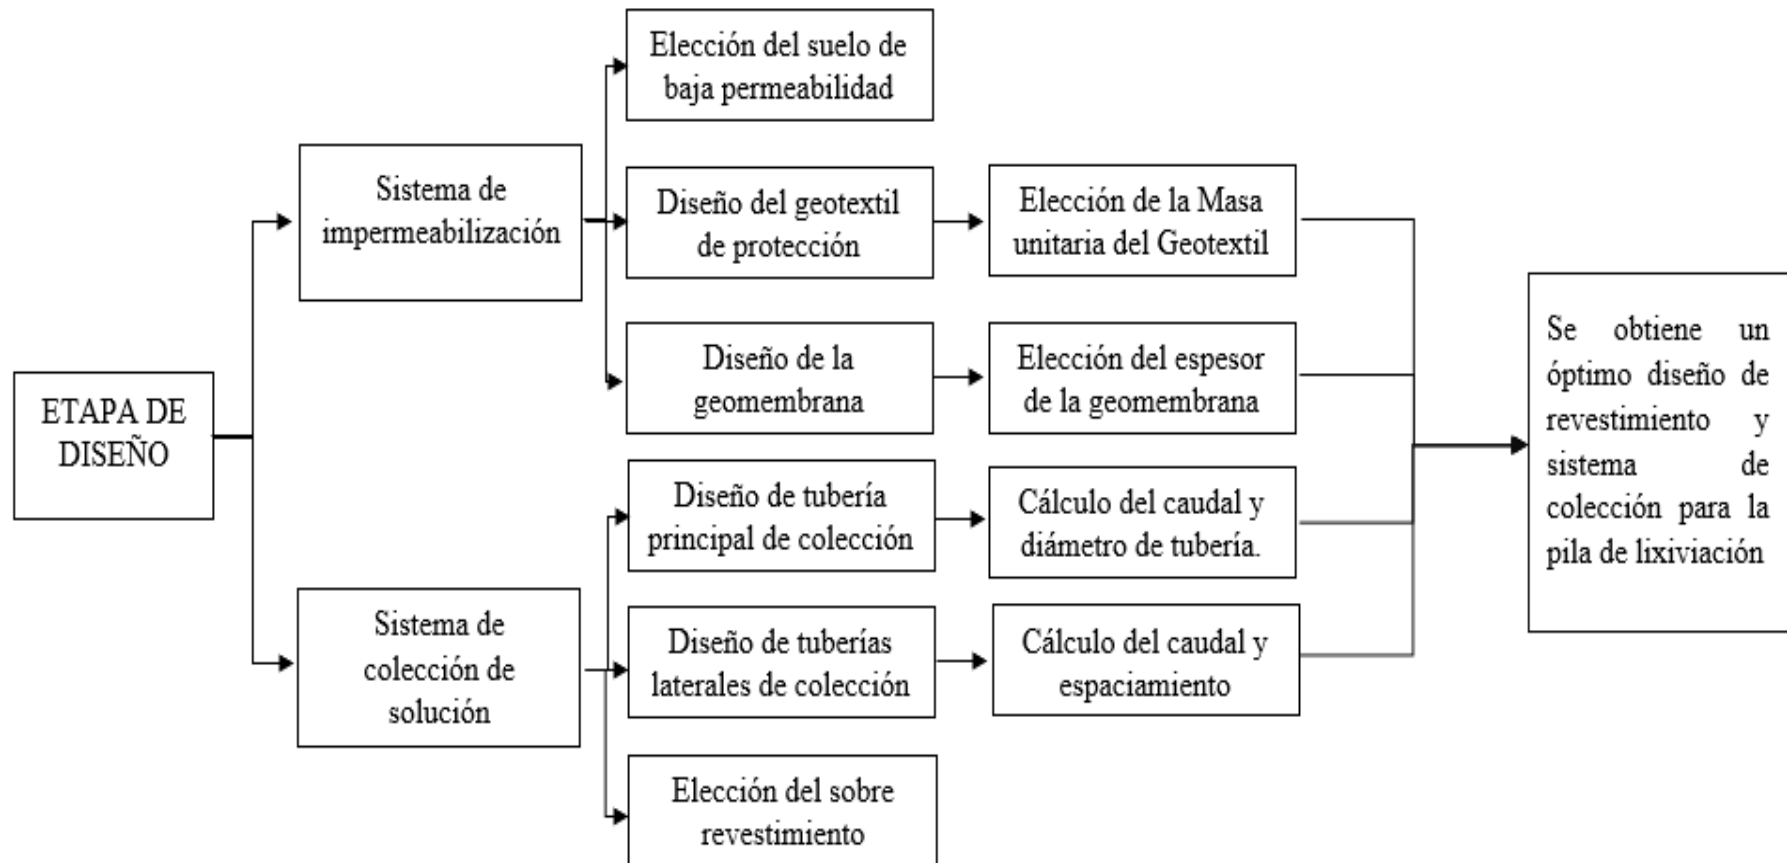 ETAPA DE
DISEÑO
Sistema de
impermeabilización
Sistema de
colección de
solución
Elección del suelo de
baja permeabilidad
Diseño del geotextil
de protección
Diseño de la
geomembrana
Diseño de tubería
principal de colección
Diseño de tuberías
laterales de colección
Elección del sobre
revestimiento
Elección de la Masa
unitaria del Geotextil
Elección del espesor
de la geomembrana
Cálculo del caudal y
diámetro de tubería.
Cálculo del caudal y
espaciamiento
Se obtiene un
óptimo diseño de
revestimiento y
sistema de
colección para la
pila de lixiviación